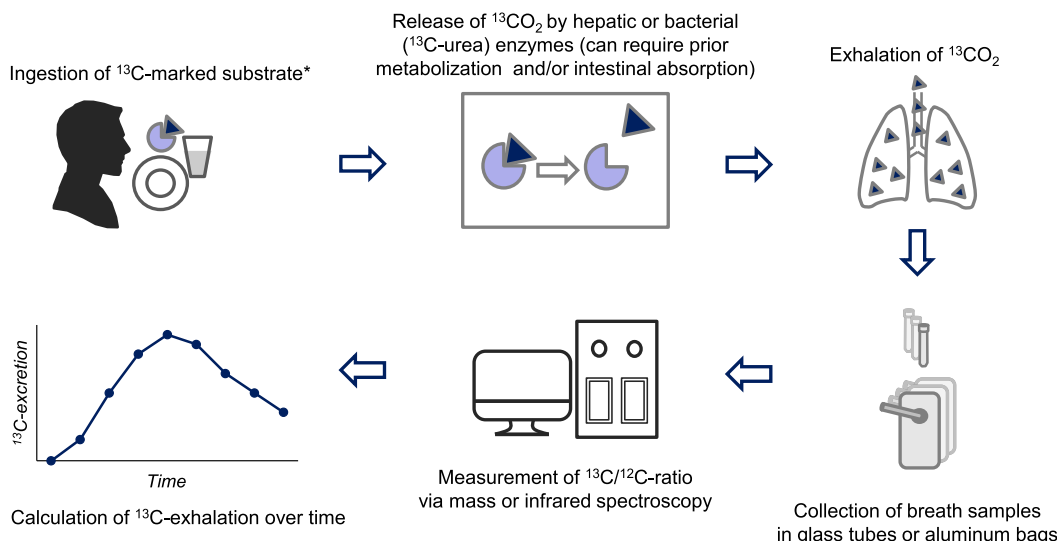 Ingestion of ¹³C-marked substrate*
Release of ¹³CO₂ by hepatic or bacterial
(¹³C-urea) enzymes (can require prior
metabolization and/or intestinal absorption)
Exhalation of ¹³CO₂
¹³C-excretion
Time
Calculation of ¹³C-exhalation over time
Measurement of ¹³C/¹²C-ratio
via mass or infrared spectroscopy
Collection of breath samples
in glass tubes or aluminum bags